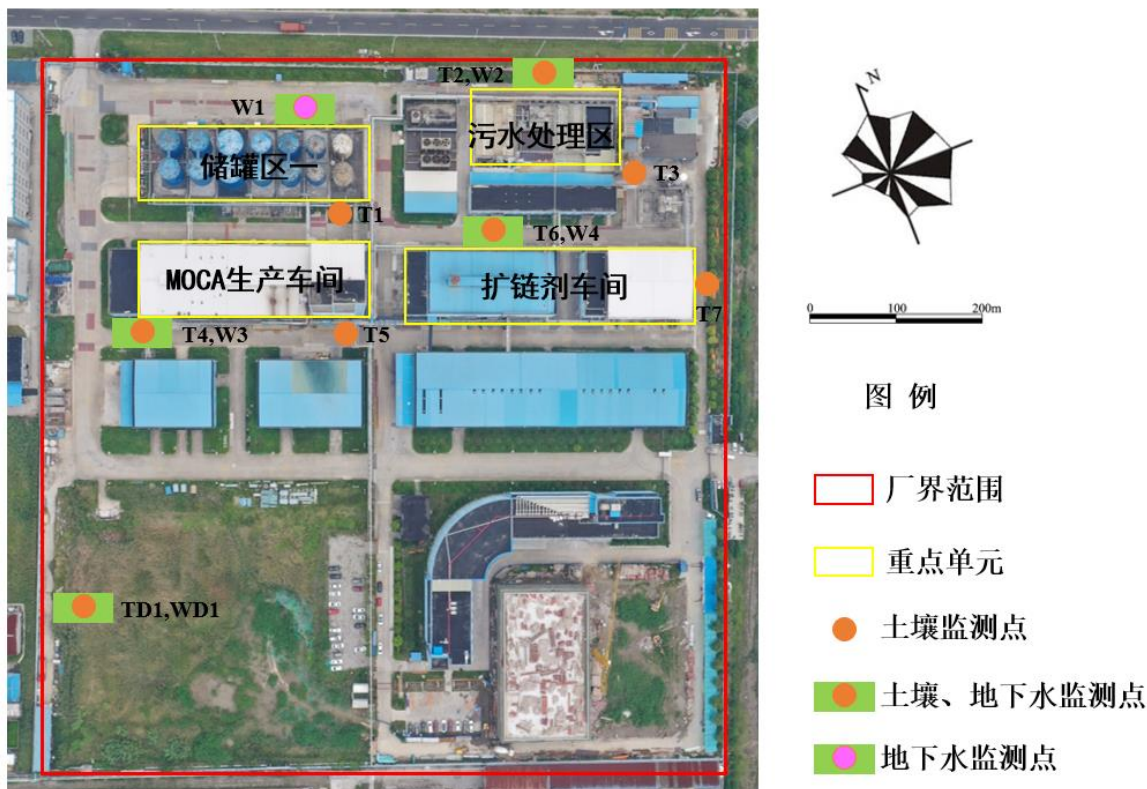 T2,W2
W1
污水处理区
储罐区一
T3
T1
T6,W4
MOCA生产车间
扩链剂车间
T7
T4,W3
T5
TD1,WD1
N
0 100 200m
图 例
厂界范围
重点单元
土壤监测点
土壤、地下水监测点
地下水监测点